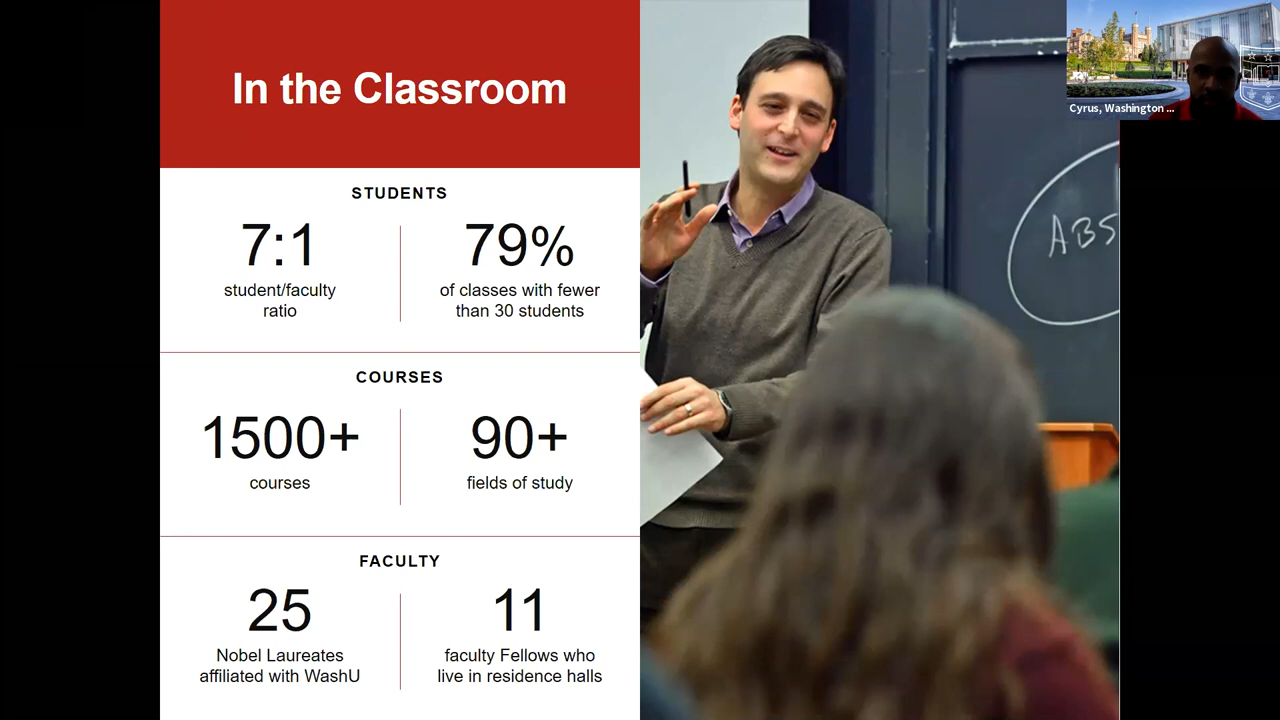 In the Classroom
STUDENTS
7:1
student/faculty
ratio
79%
of classes with fewer
than 30 students
COURSES
1500+
courses
90+
fields of study
FACULTY
25
Nobel Laureates
affiliated with WashU
11
faculty Fellows who
live in residence halls
ABS
Cyrus, Washington ...